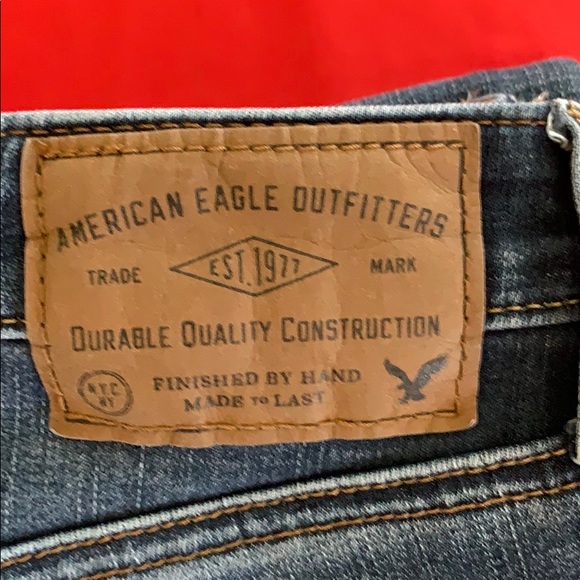 AMERICAN EAGLE OUTFITTERS
TRADE EST. 1977 MARK
DURABLE QUALITY CONSTRUCTION
N.Y.C
NY
FINISHED BY HAND
MADE TO LAST